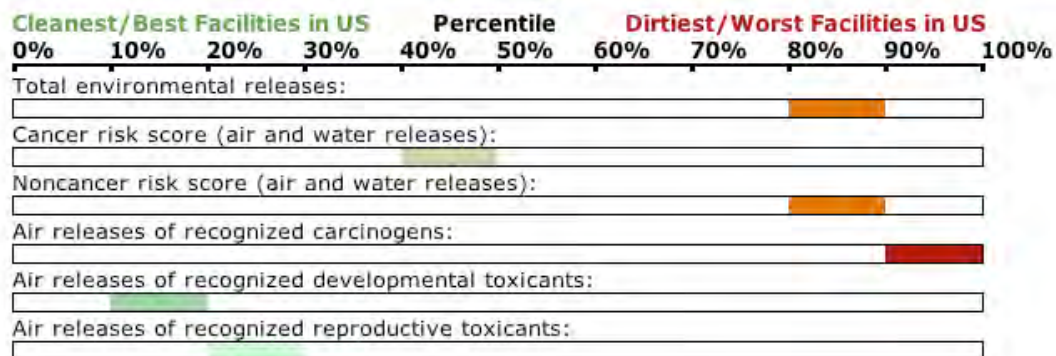 Cleanest/Best Facilities in US Percentile Dirtiest/Worst Facilities in US
0% 10% 20% 30% 40% 50% 60% 70% 80% 90% 100%
Total environmental releases:
Cancer risk score (air and water releases):
Noncancer risk score (air and water releases):
Air releases of recognized carcinogens:
Air releases of recognized developmental toxicants:
Air releases of recognized reproductive toxicants: